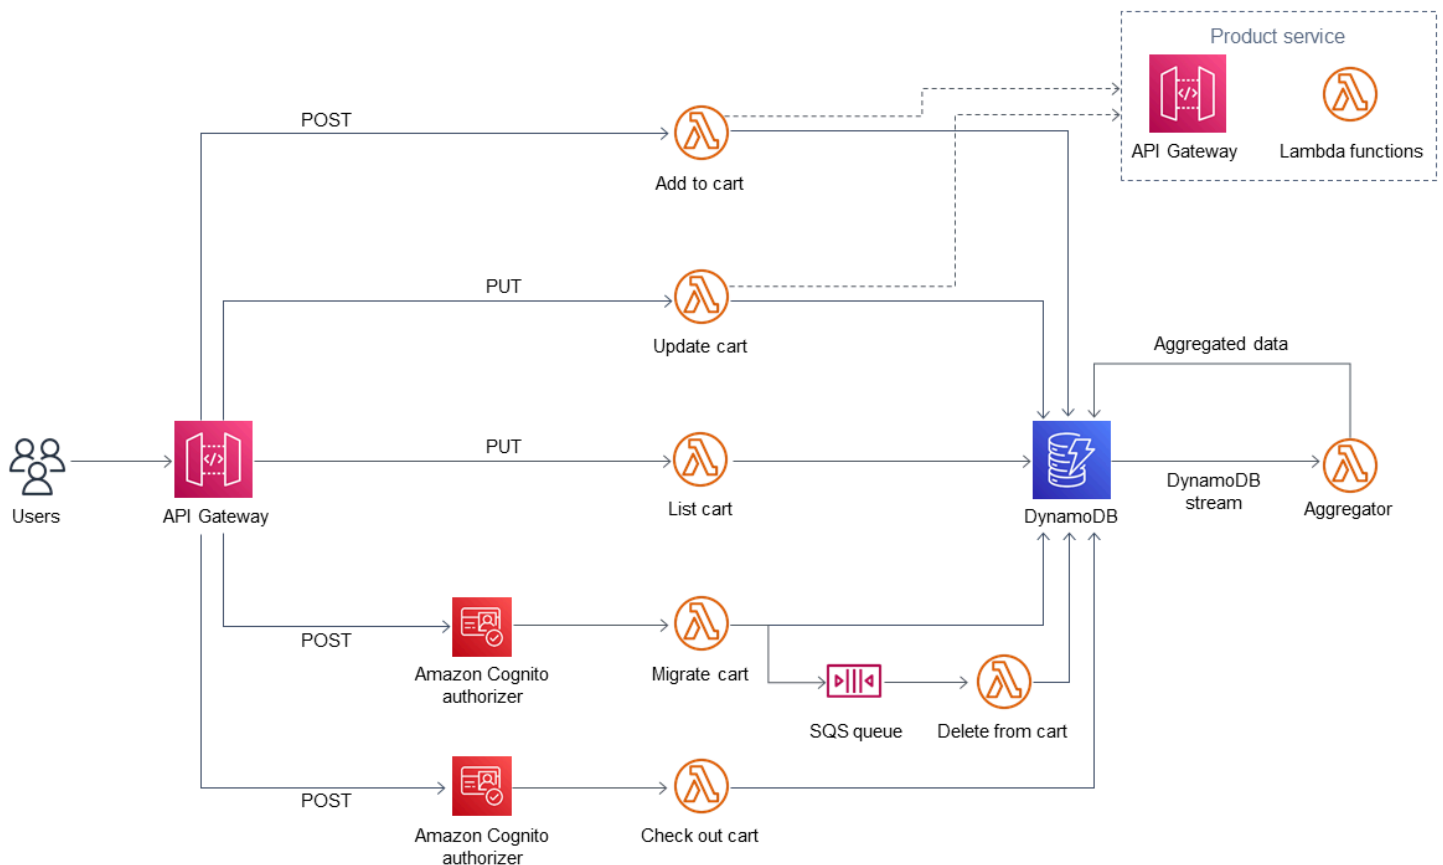 Product service
API Gateway
Lambda functions
POST
Add to cart
PUT
Update cart
Aggregated data
PUT
Users
API Gateway
List cart
DynamoDB
DynamoDB
stream
Aggregator
POST
Amazon Cognito
authorizer
Migrate cart
SQS queue
Delete from cart
POST
Amazon Cognito
authorizer
Check out cart